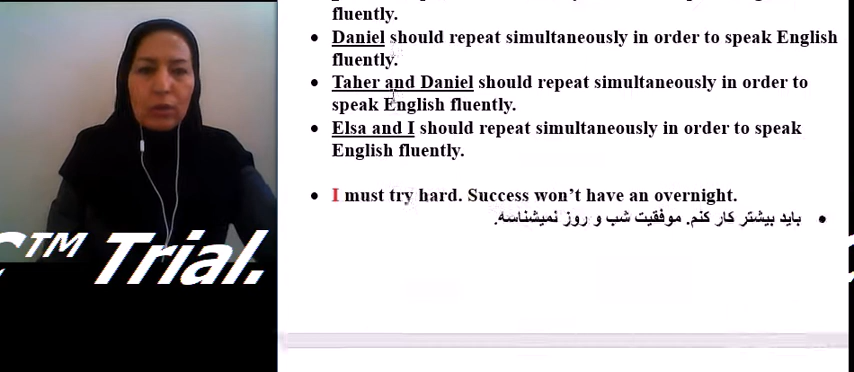 fluently.
• Daniel should repeat simultaneously in order to speak English
fluently.
• Taher and Daniel should repeat simultaneously in order to
speak English fluently.
• Elsa and I should repeat simultaneously in order to speak
English fluently.
• I must try hard. Success won't have an overnight.
• باید بیشتر کار کنم. موفقیت شب و روز نمیشناسه.
C™ Trial.